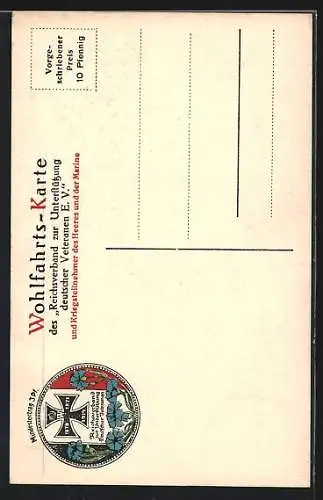 Vorge-
schriebener
Preis
10 Pfennig
Wohlfahrts-Karte
des „Reichsverband zur Unterstützung
deutscher Veteranen E. V.“
und Kriegsteilnehmer des Heeres und der Marine
Reichsverband
zur Unterstützung
Deutscher Veteranen